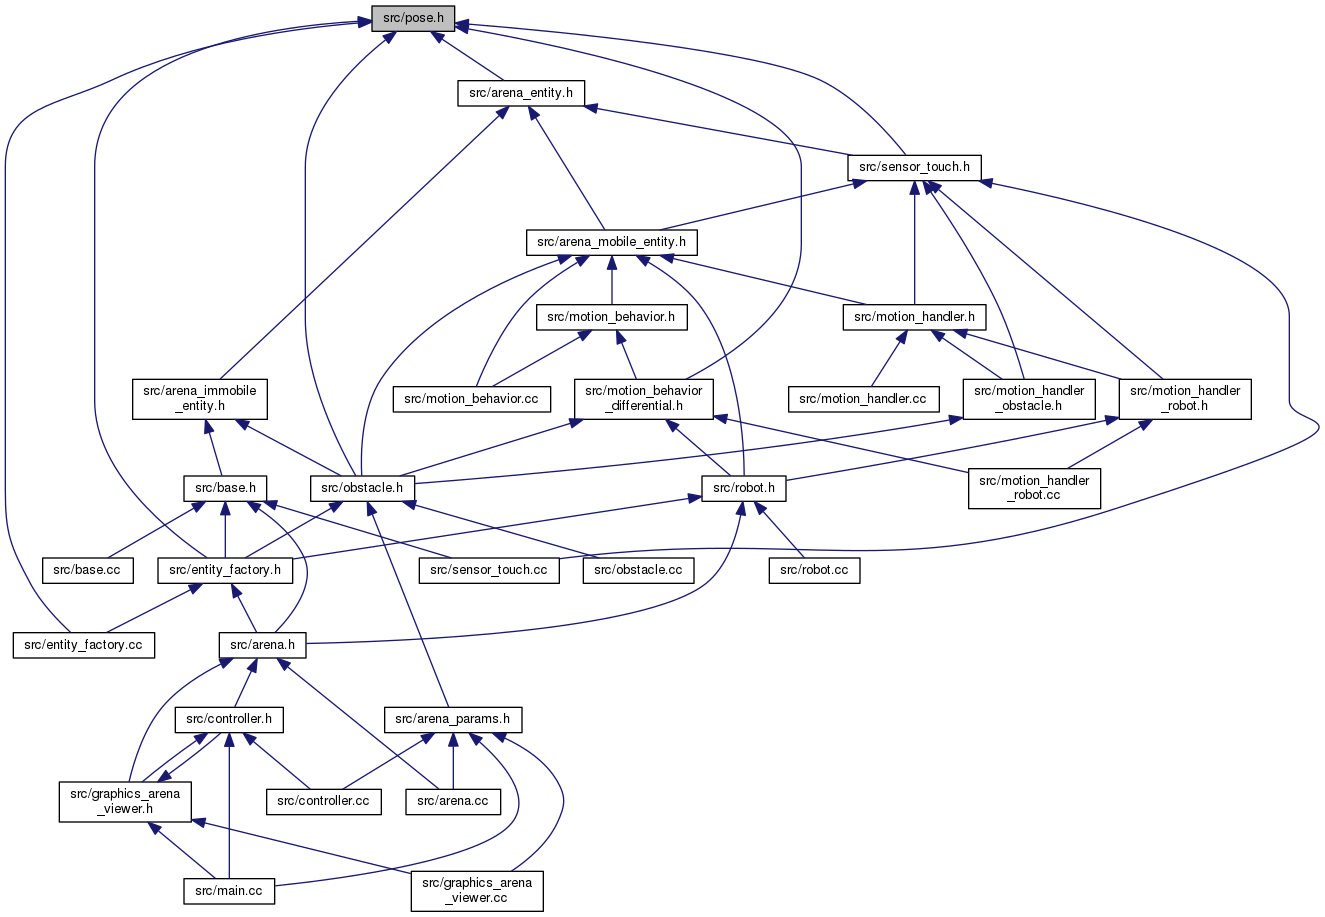 src/pose.h
src/arena_entity.h
src/sensor_touch.h
src/arena_mobile_entity.h
src/motion_behavior.h
src/motion_handler.h
src/arena_immobile
_entity.h
src/motion_behavior.cc
src/motion_behavior
_differential.h
src/motion_handler.cc
src/motion_handler
_obstacle.h
src/motion_handler
_robot.h
src/base.h
src/obstacle.h
src/robot.h
src/motion_handler
_robot.cc
src/base.cc
src/entity_factory.h
src/sensor_touch.cc
src/obstacle.cc
src/robot.cc
src/entity_factory.cc
src/arena.h
src/controller.h
src/arena_params.h
src/graphics_arena
_viewer.h
src/controller.cc
src/arena.cc
src/main.cc
src/graphics_arena
_viewer.cc